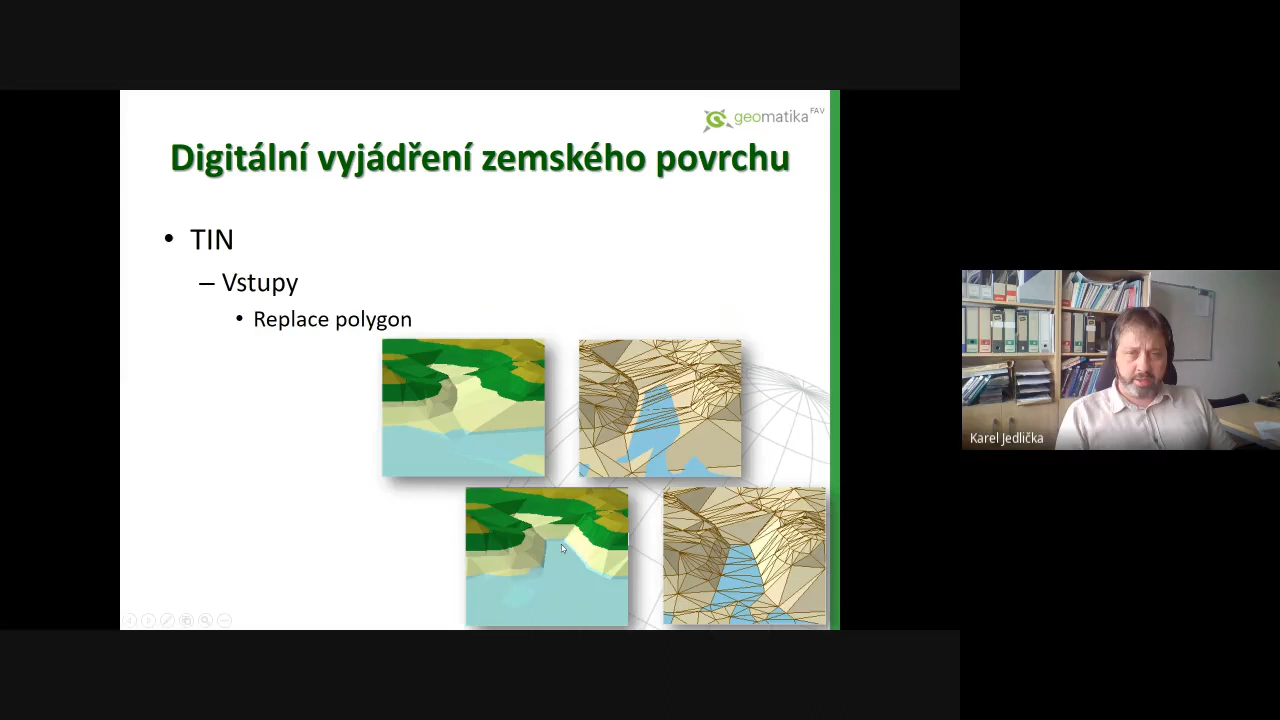 geomatika FAV
Digitální vyjádření zemského povrchu
• TIN
– Vstupy
• Replace polygon
Karel Jedlička